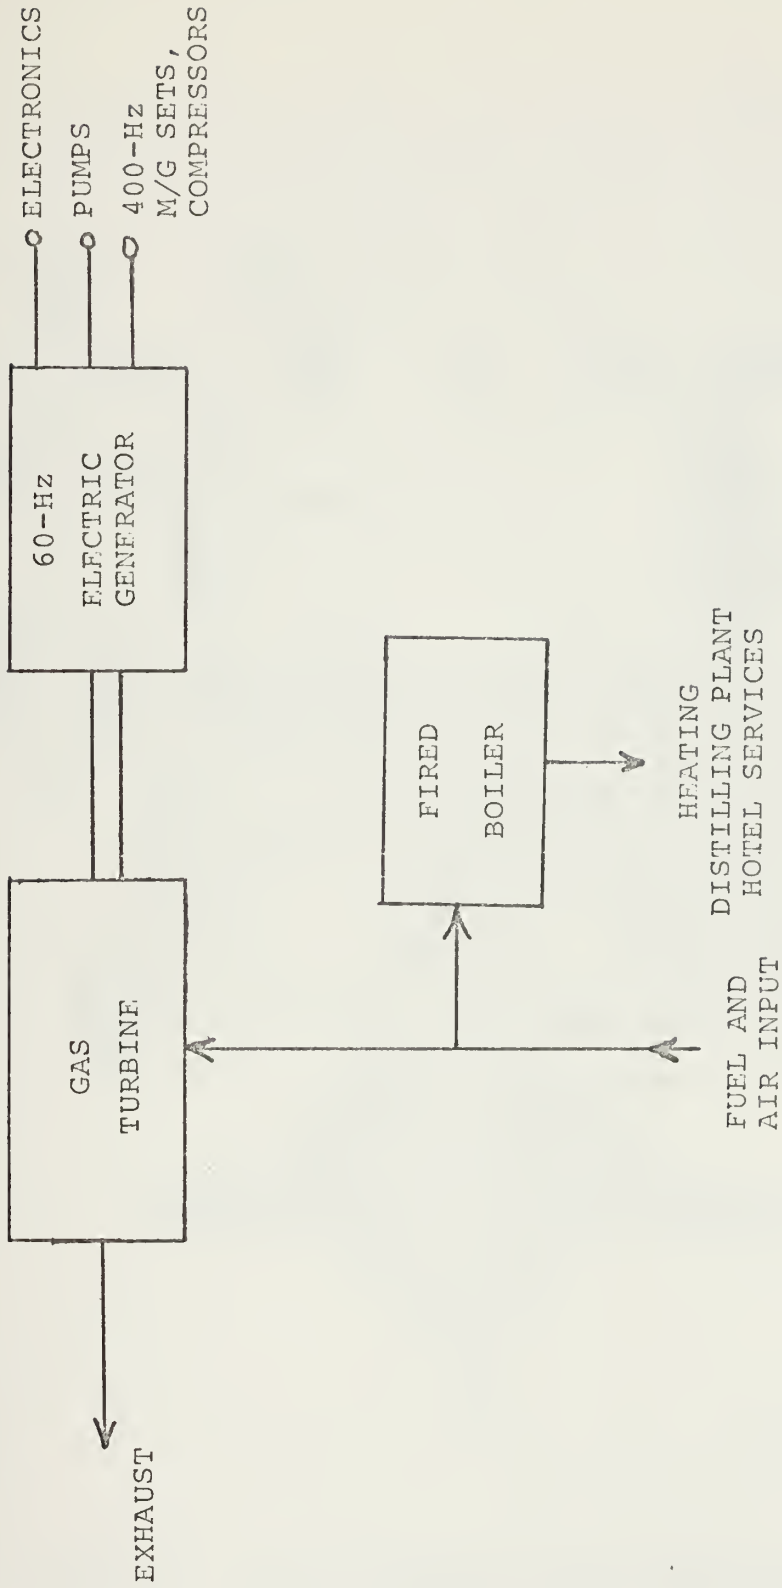 EXHAUST
GAS
TURBINE
60-Hz
ELECTRIC
GENERATOR
ELECTRONICS
PUMPS
400-Hz
M/G SETS,
COMPRESSORS
FIRED
BOILER
FUEL AND
AIR INPUT
HEATING
DISTILLING PLANT
HOTEL SERVICES